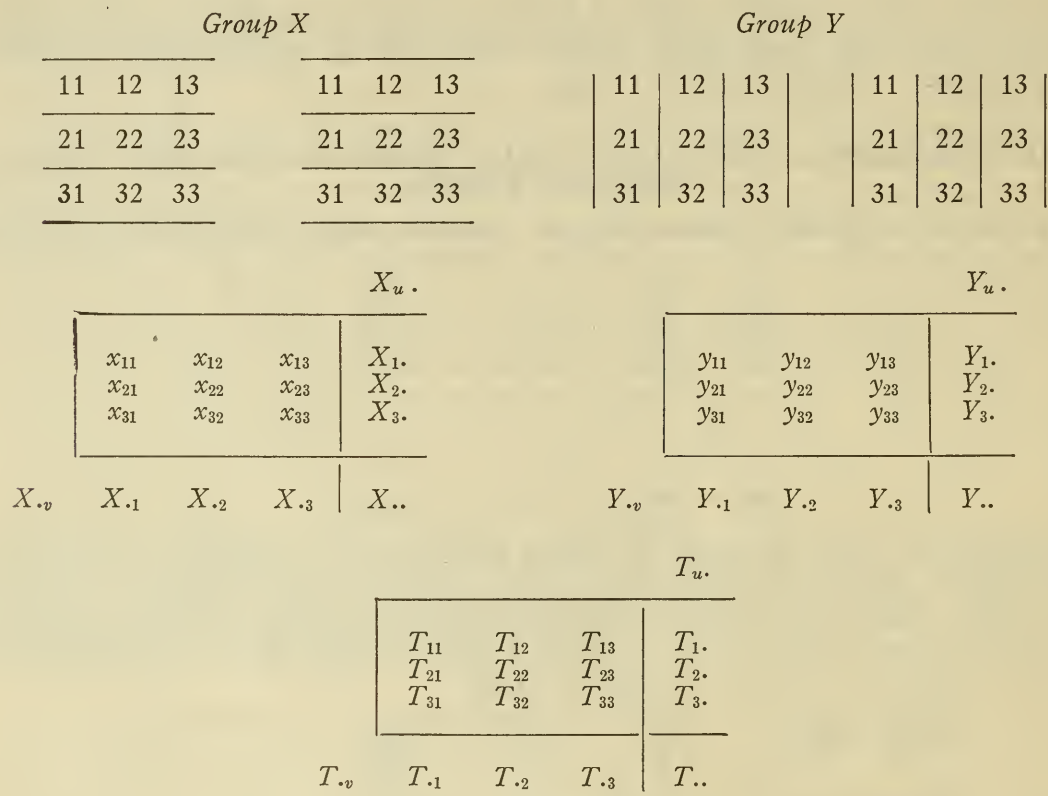 Group X Group Y
11 12 13 11 12 13 11 12 13 11 12 13
21 22 23 21 22 23 21 22 23 21 22 23
31 32 33 31 32 33 31 32 33 31 32 33
Xᵤ. Yᵤ.
x₁₁ x₁₂ x₁₃ X₁. y₁₁ y₁₂ y₁₃ Y₁.
x₂₁ x₂₂ x₂₃ X₂. y₂₁ y₂₂ y₂₃ Y₂.
x₃₁ x₃₂ x₃₃ X₃. y₃₁ y₃₂ y₃₃ Y₃.
X.ᵥ X.₁ X.₂ X.₃ X.. Y.ᵥ Y.₁ Y.₂ Y.₃ Y..
Tᵤ.
T₁₁ T₁₂ T₁₃ T₁.
T₂₁ T₂₂ T₂₃ T₂.
T₃₁ T₃₂ T₃₃ T₃.
T.ᵥ T.₁ T.₂ T.₃ T..